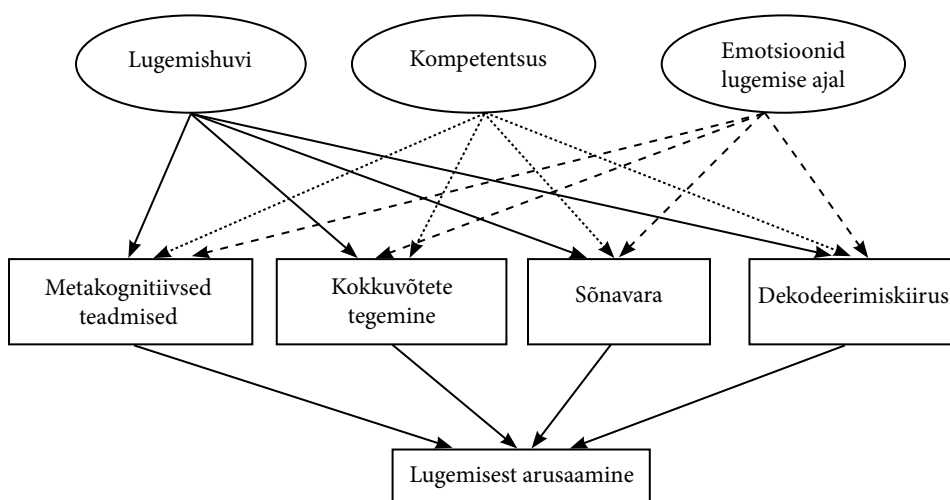 Lugemishuvi
Kompetentsus
Emotsioonid
lugemise ajal
Metakognitiivsed
teadmised
Kokkuvõtete
tegemine
Sõnavara
Dekodeerimiskiirus
Lugemisest arusaamine